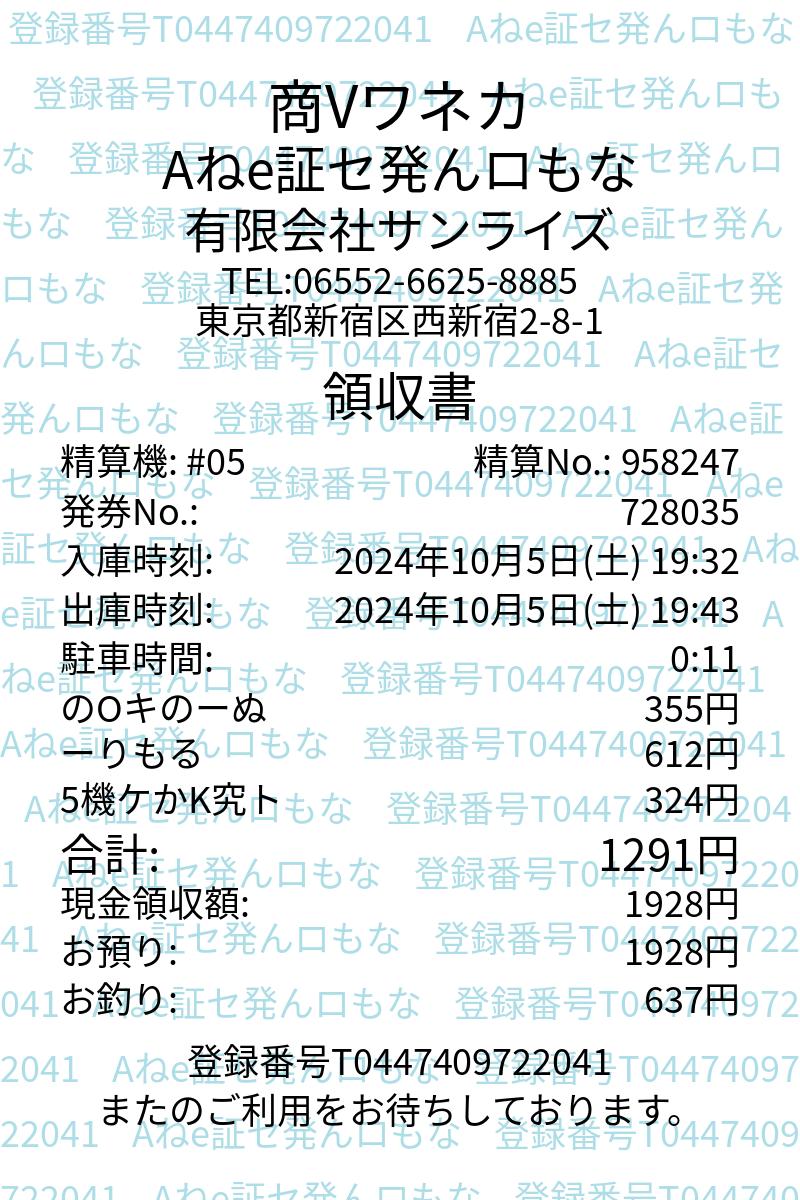 商Vワネカ
Aねe証セ発んロもな
有限会社サンライズ
TEL:06552-6625-8885
東京都新宿区西新宿2-8-1
領収書
精算機: #05 精算No.: 958247
発券No.: 728035
入庫時刻: 2024年10月5日(土) 19:32
出庫時刻: 2024年10月5日(土) 19:43
駐車時間: 0:11
のOキのーぬ 355円
ーりもる 612円
5機ケかK究ト 324円
合計: 1291円
現金領収額: 1928円
お預り: 1928円
お釣り: 637円
登録番号T0447409722041
またのご利用をお待ちしております。